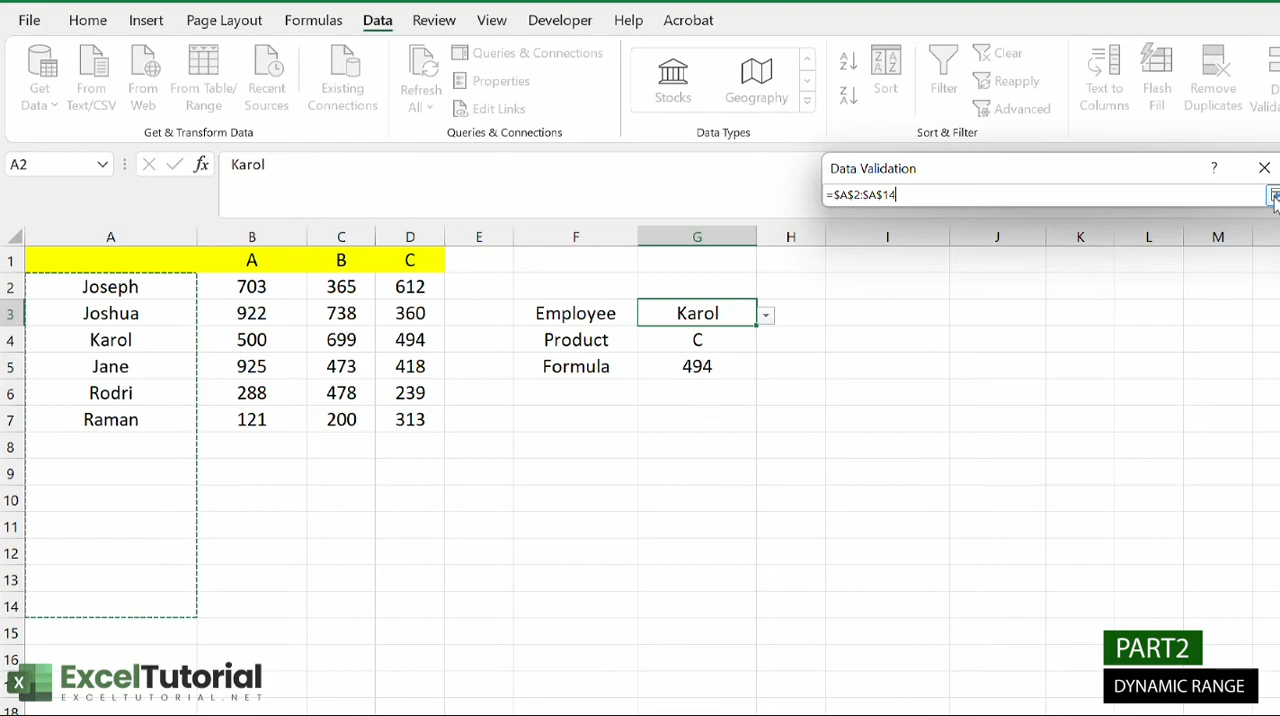 File Home Insert Page Layout Formulas Data Review View Developer Help Acrobat
Get Data From Text/CSV From Web From Table/ Range Recent Sources Existing Connections
Get & Transform Data
Refresh All Queries & Connections Properties Edit Links
Queries & Connections
Stocks Geography
Data Types
Sort Filter Clear Reapply Advanced
Sort & Filter
Text to Columns Flash Fill Remove Duplicates
A2 fx Karol
Data Validation ?
=$A$2:$A$14
A B C D E F G H I J K L M
1 A B C
2 Joseph 703 365 612
3 Joshua 922 738 360 Employee Karol
4 Karol 500 699 494 Product C
5 Jane 925 473 418 Formula 494
6 Rodri 288 478 239
7 Raman 121 200 313
8
9
10
11
12
13
14
15
16
18
X ExcelTutorial
EXCELTUTORIAL.NET
PART2
DYNAMIC RANGE